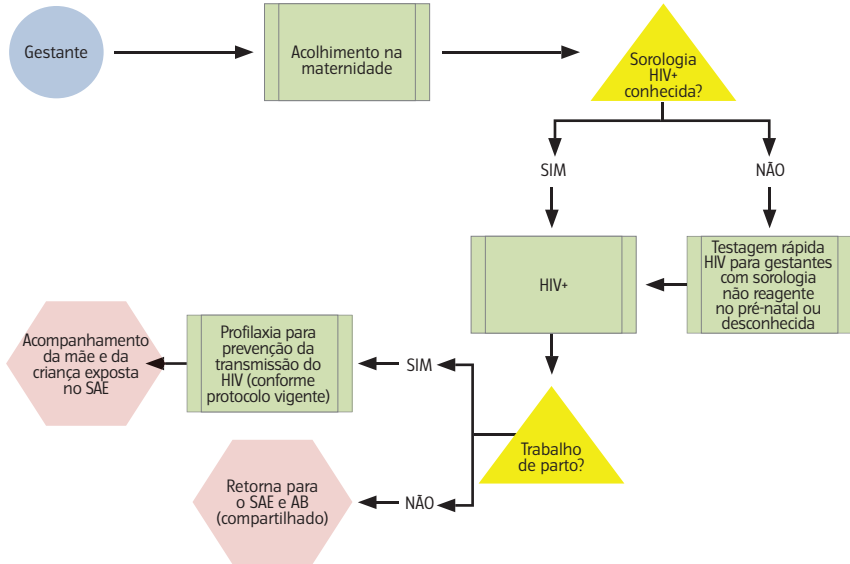 Gestante
Acolhimento na
maternidade
Sorologia
HIV+
conhecida?
SIM
NÃO
HIV+
Testagem rápida
HIV para gestantes
com sorologia
não reagente
no pré-natal ou
desconhecida
Trabalho
de parto?
SIM
Profilaxia para
prevenção da
transmissão do
HIV (conforme
protocolo vigente)
Acompanhamento
da mãe e da
criança exposta
no SAE
NÃO
Retorna para
o SAE e AB
(compartilhado)